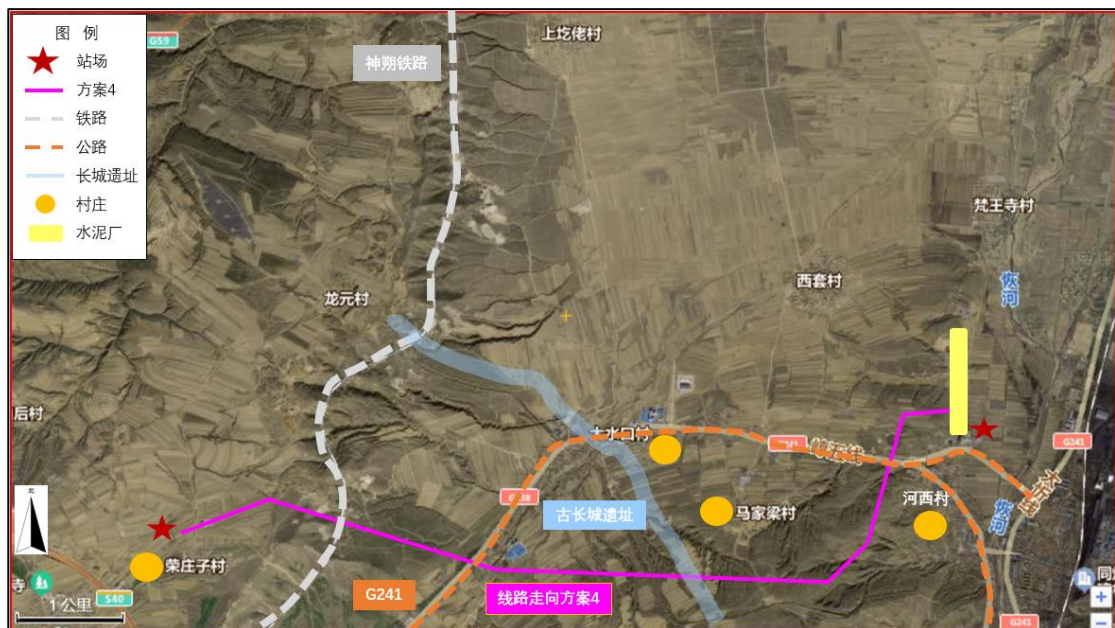 图 例
站场
方案4
铁路
公路
长城遗址
村庄
水泥厂
G59
神朔铁路
上圪佬村
梵王寺村
恢河
西套村
龙元村
后村
大水口村
G241
河西村
恢河
古长城遗址
马家梁村
荣庄子村
寺
S40
1公里
北
G241
线路走向方案4
G241
+
−